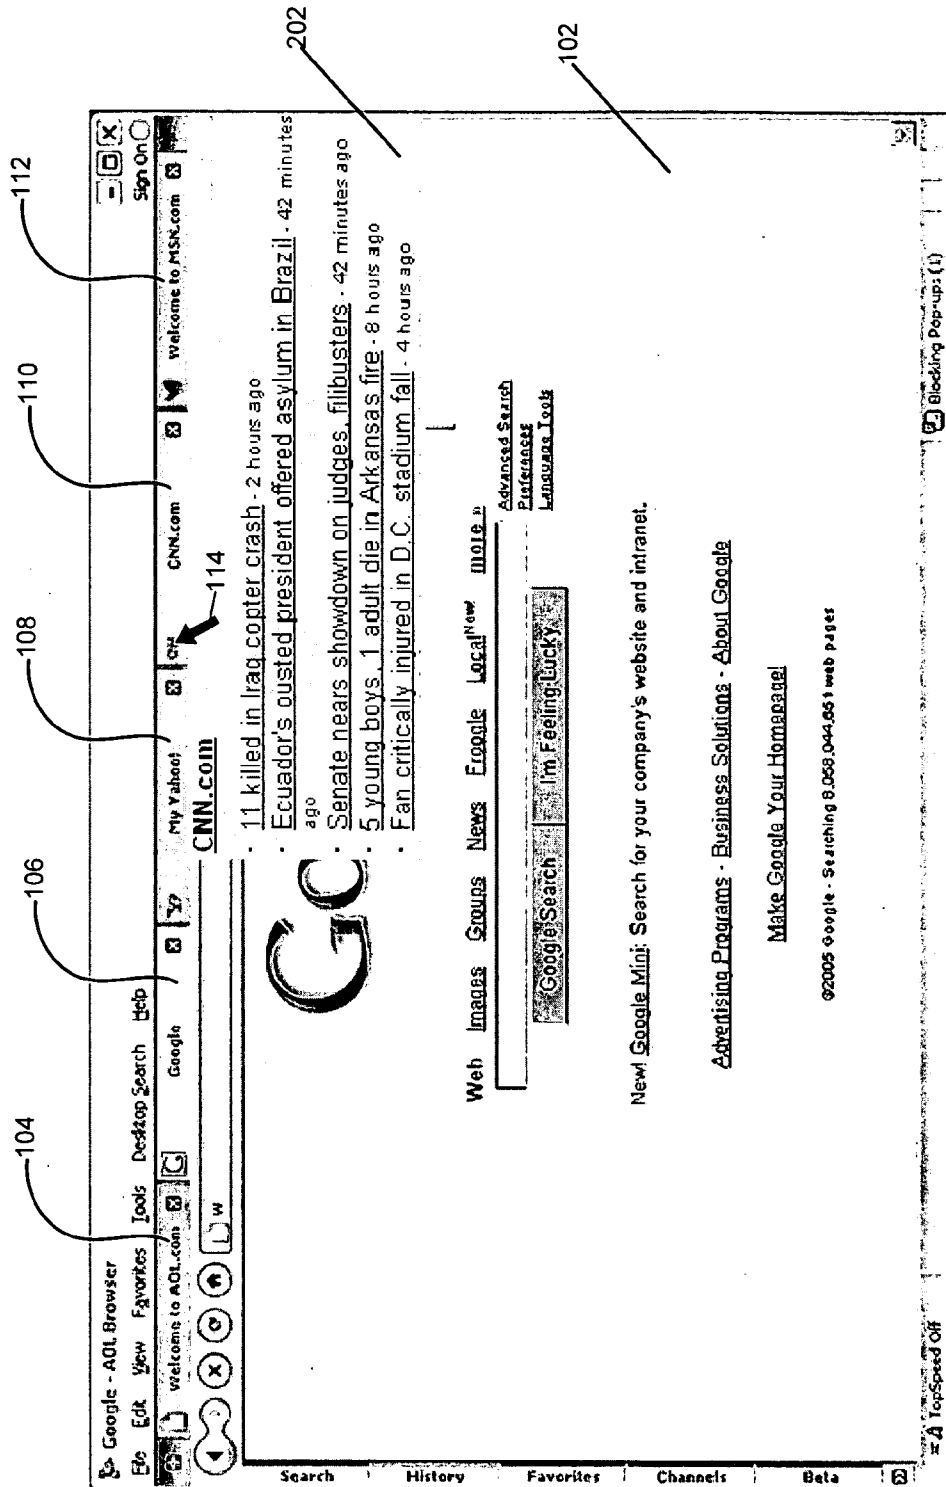 104
106
108
110
112
Google - AOL Browser
File Edit View Favorites Tools Desktop Search Help
Sign On
Welcome to AOL.com
Google
My Yahoo!
CNN.com
Welcome to MSN.com
114
w
CNN.com
- 11 killed in Iraq copter crash - 2 hours ago
- Ecuador's ousted president offered asylum in Brazil - 42 minutes
ago
- Senate nears showdown on judges, filibusters - 42 minutes ago
- 5 young boys, 1 adult die in Arkansas fire - 8 hours ago
- Fan critically injured in D.C. stadium fall - 4 hours ago
202
Go
Web Images Groups News Froogle Local New! more »
Advanced Search
Preferences
Language Tools
Google Search I'm Feeling Lucky
102
New! Google Mini: Search for your company's website and intranet.
Advertising Programs - Business Solutions - About Google
Make Google Your Homepage!
©2005 Google - Searching 8,058,044,651 web pages
Search
History
Favorites
Channels
Beta
TopSpeed Off
Blocking Pop-ups (1)